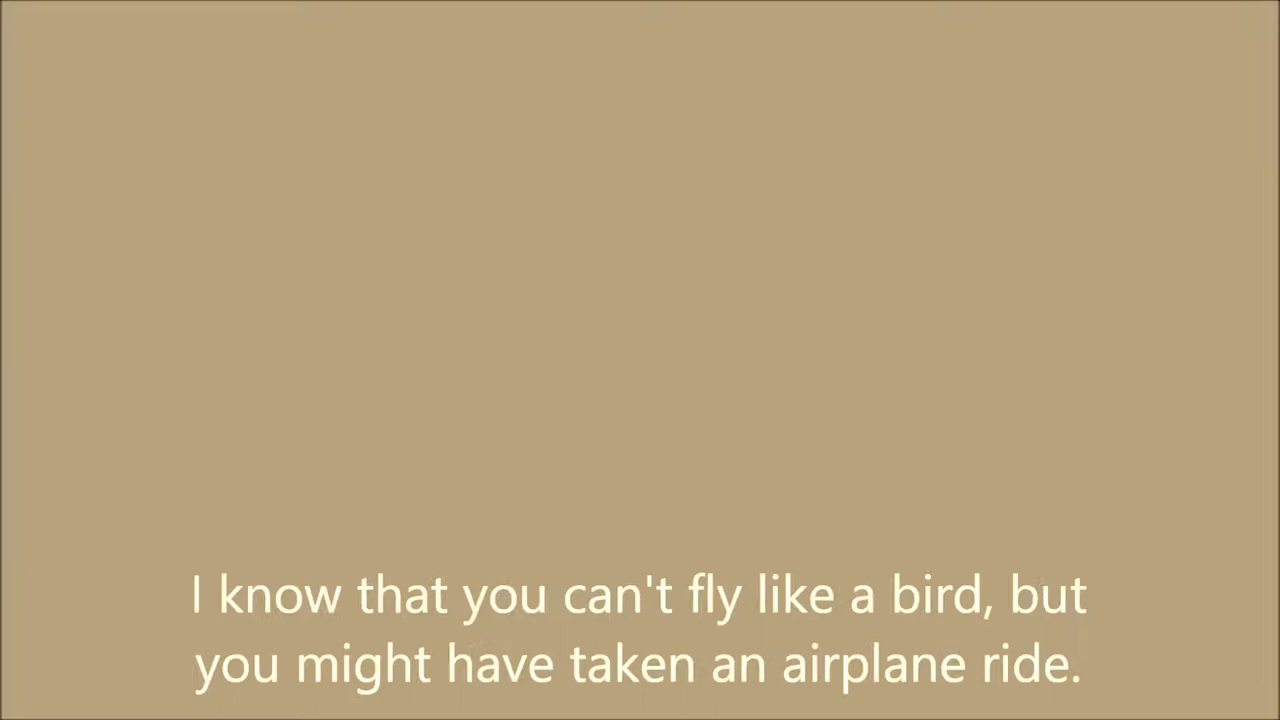 I know that you can't fly like a bird, but
you might have taken an airplane ride.